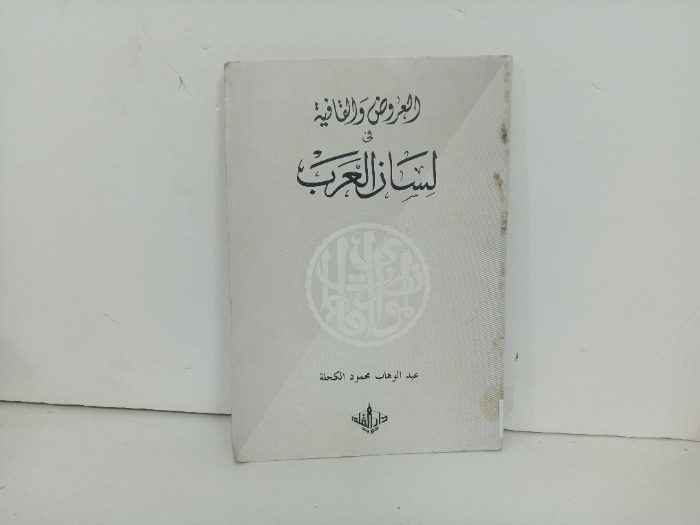 العروض والقافية
في
لسان العرب
عبد الوهاب محمود الكحلة
دار القلم